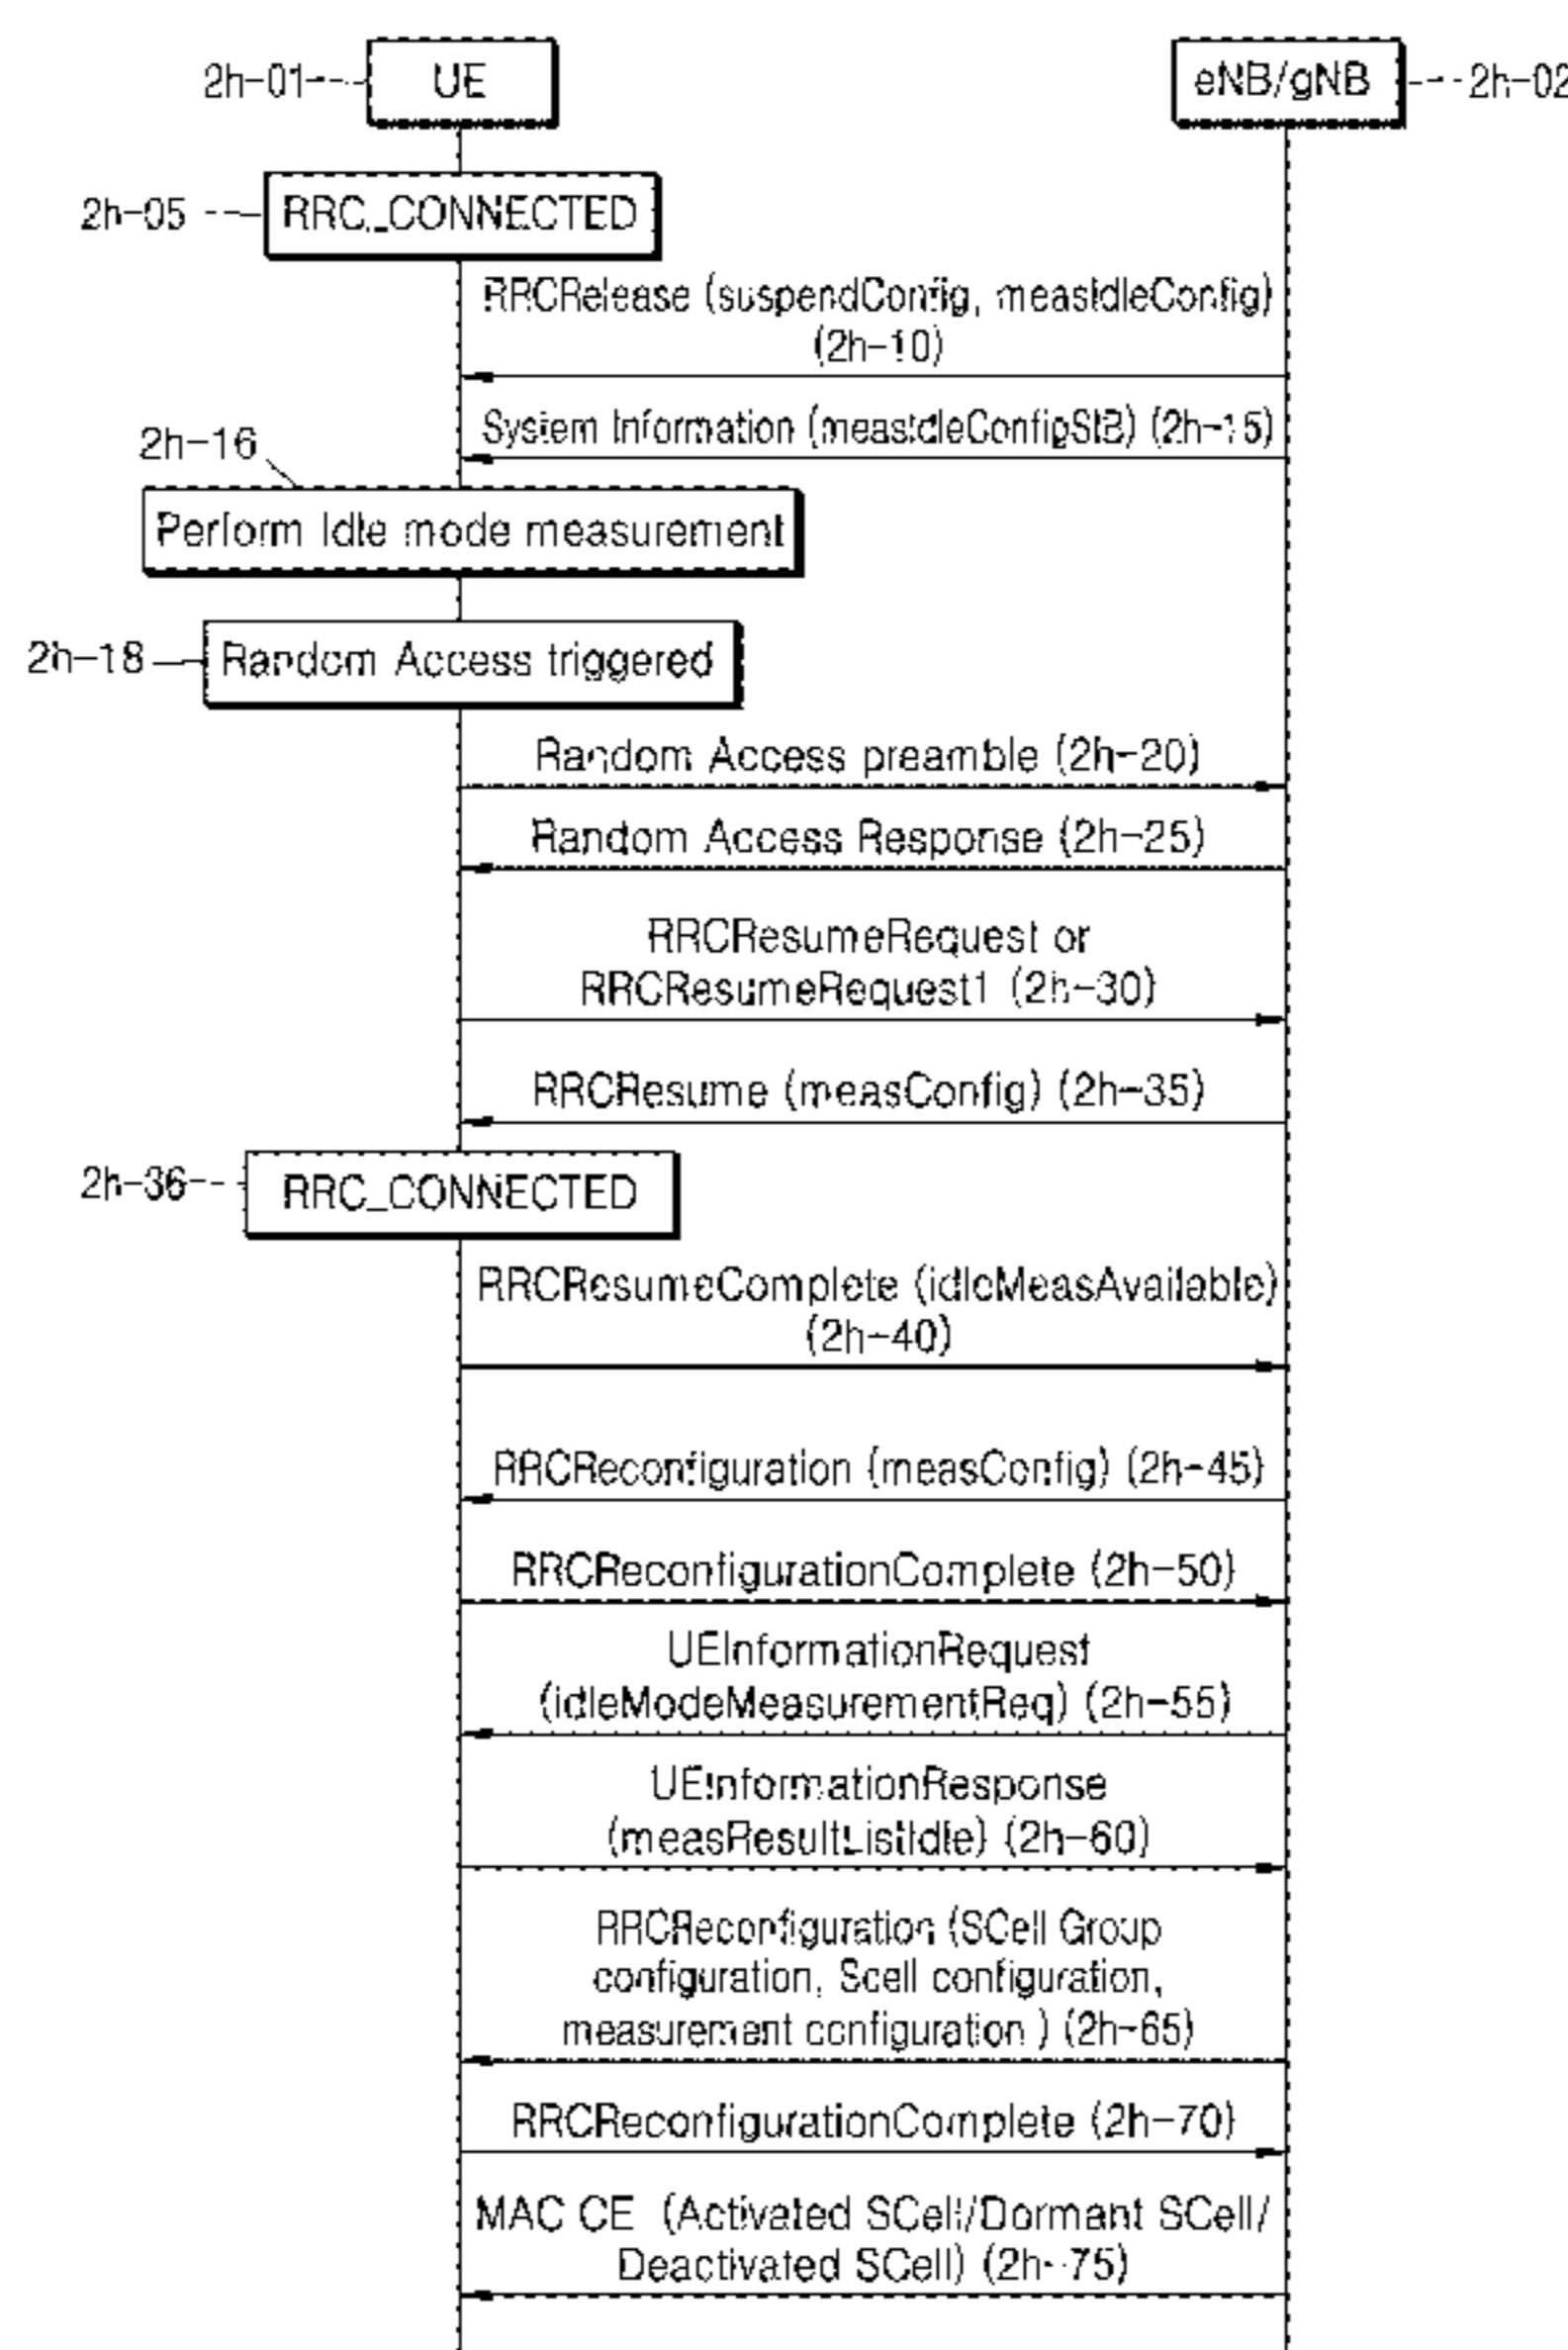 2h-01
UE
eNB/gNB
2h-02
2h-05
RRC_CONNECTED
RRCRelease (suspendConfig, measIdleConfig)
(2h-10)
System Information (measIdleConfigSIB) (2h-15)
2h-16
Perform Idle mode measurement
2h-18
Random Access triggered
Random Access preamble (2h-20)
Random Access Response (2h-25)
RRCResumeRequest or
RRCResumeRequest1 (2h-30)
RRCResume (measConfig) (2h-35)
2h-36
RRC_CONNECTED
RRCResumeComplete (idleMeasAvailable)
(2h-40)
RRCReconfiguration (measConfig) (2h-45)
RRCReconfigurationComplete (2h-50)
UEInformationRequest
(idleModeMeasurementReq) (2h-55)
UEInformationResponse
(measResultListIdle) (2h-60)
RRCReconfiguration (SCell Group
configuration, Scell configuration,
measurement configuration ) (2h-65)
RRCReconfigurationComplete (2h-70)
MAC CE (Activated SCell/Dormant SCell/
Deactivated SCell) (2h-75)